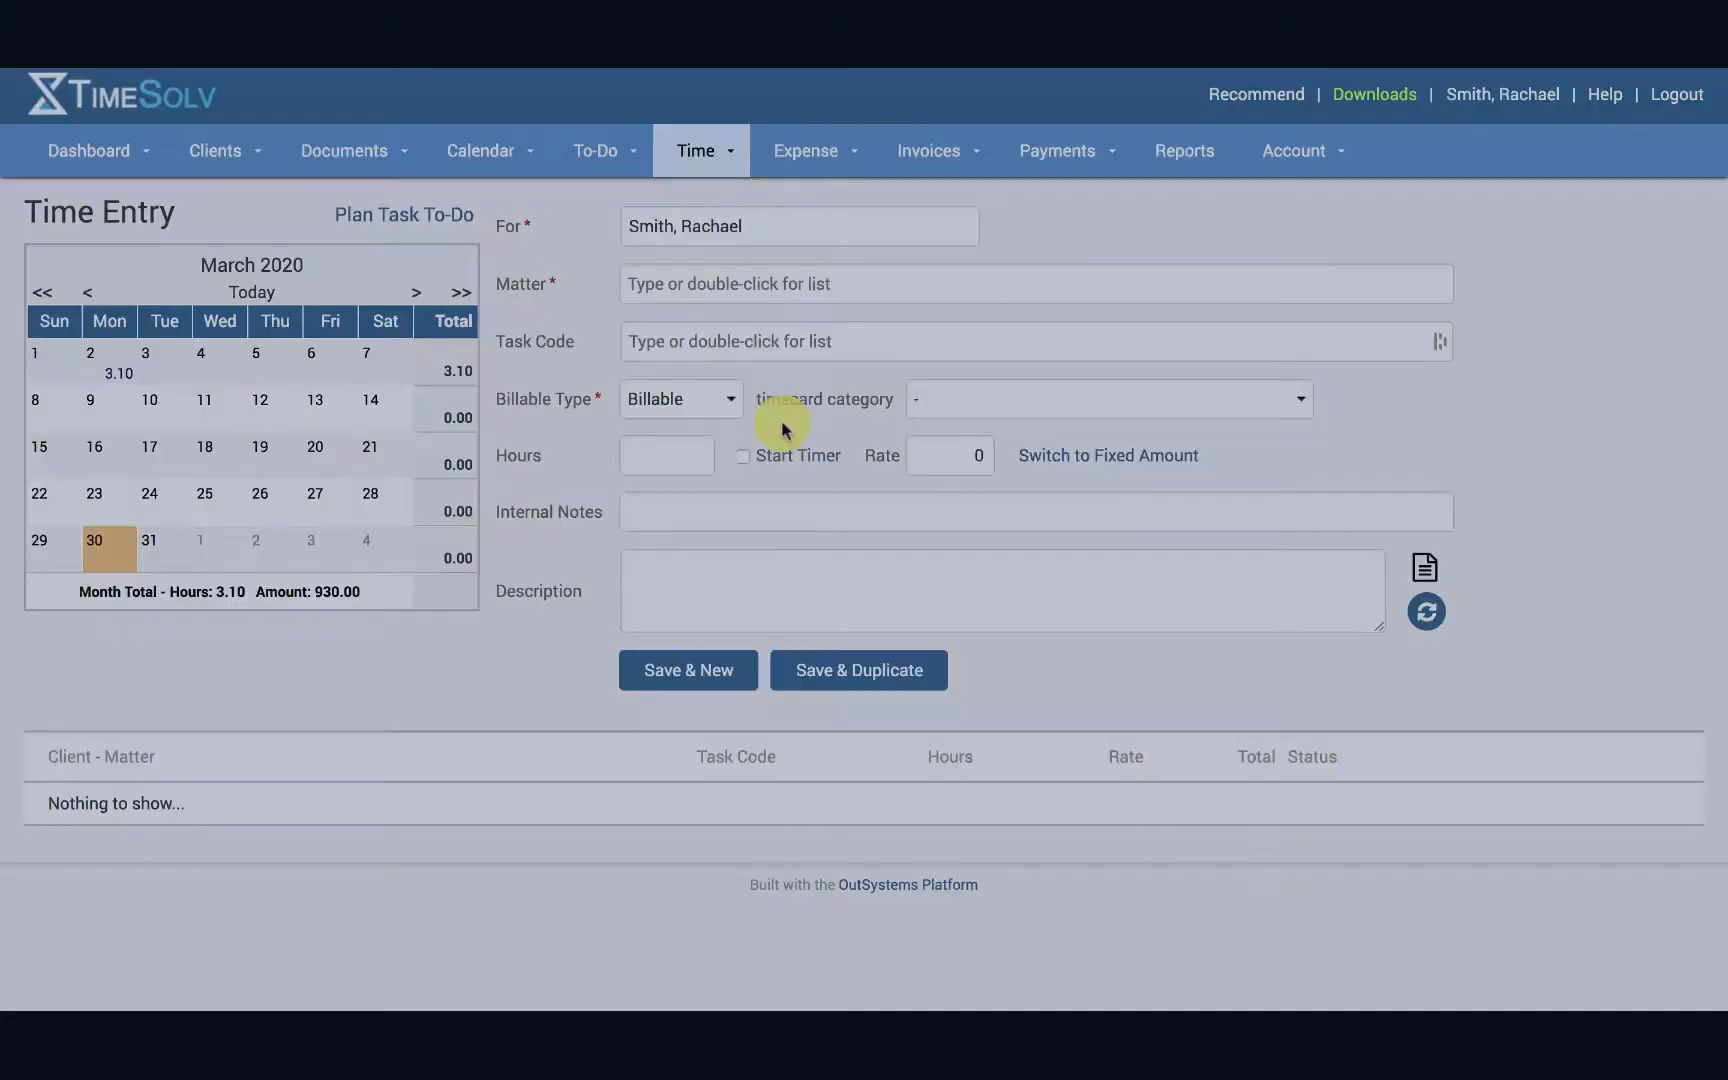 TIMESOLV
Recommend | Downloads | Smith, Rachael | Help | Logout
Dashboard Clients Documents Calendar To-Do Time Expense Invoices Payments Reports Account
Time Entry Plan Task To-Do
March 2020
<< < Today > >>
Sun Mon Tue Wed Thu Fri Sat Total
1 2 3 4 5 6 7
3.10 3.10
8 9 10 11 12 13 14
0.00
15 16 17 18 19 20 21
0.00
22 23 24 25 26 27 28
0.00
29 30 31 1 2 3 4
0.00
Month Total - Hours: 3.10 Amount: 930.00
For* Smith, Rachael
Matter* Type or double-click for list
Task Code Type or double-click for list
Billable Type* Billable timecard category -
Hours Start Timer Rate 0 Switch to Fixed Amount
Internal Notes
Description
Save & New Save & Duplicate
Client - Matter Task Code Hours Rate Total Status
Nothing to show...
Built with the OutSystems Platform